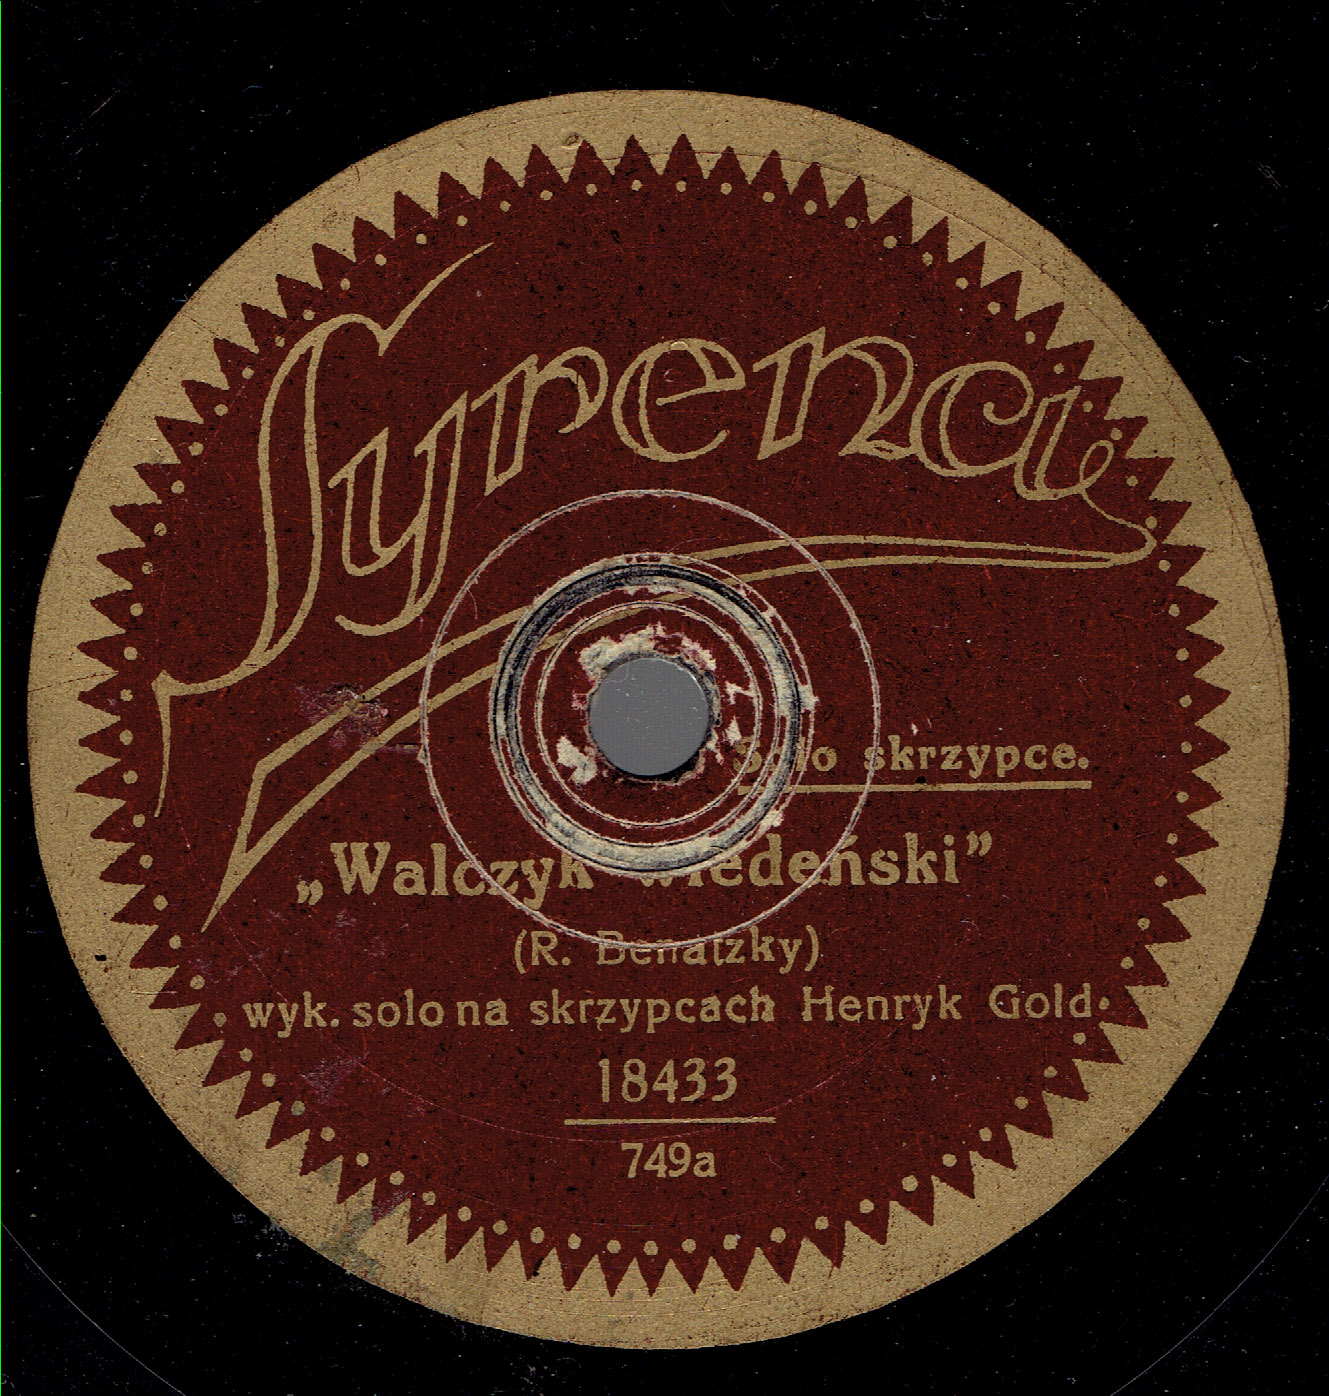 Syrena
Solo skrzypce.
„Walczyk wiedeński”
(R. Benatzky)
wyk. solo na skrzypcach Henryk Gold.
18433
749a